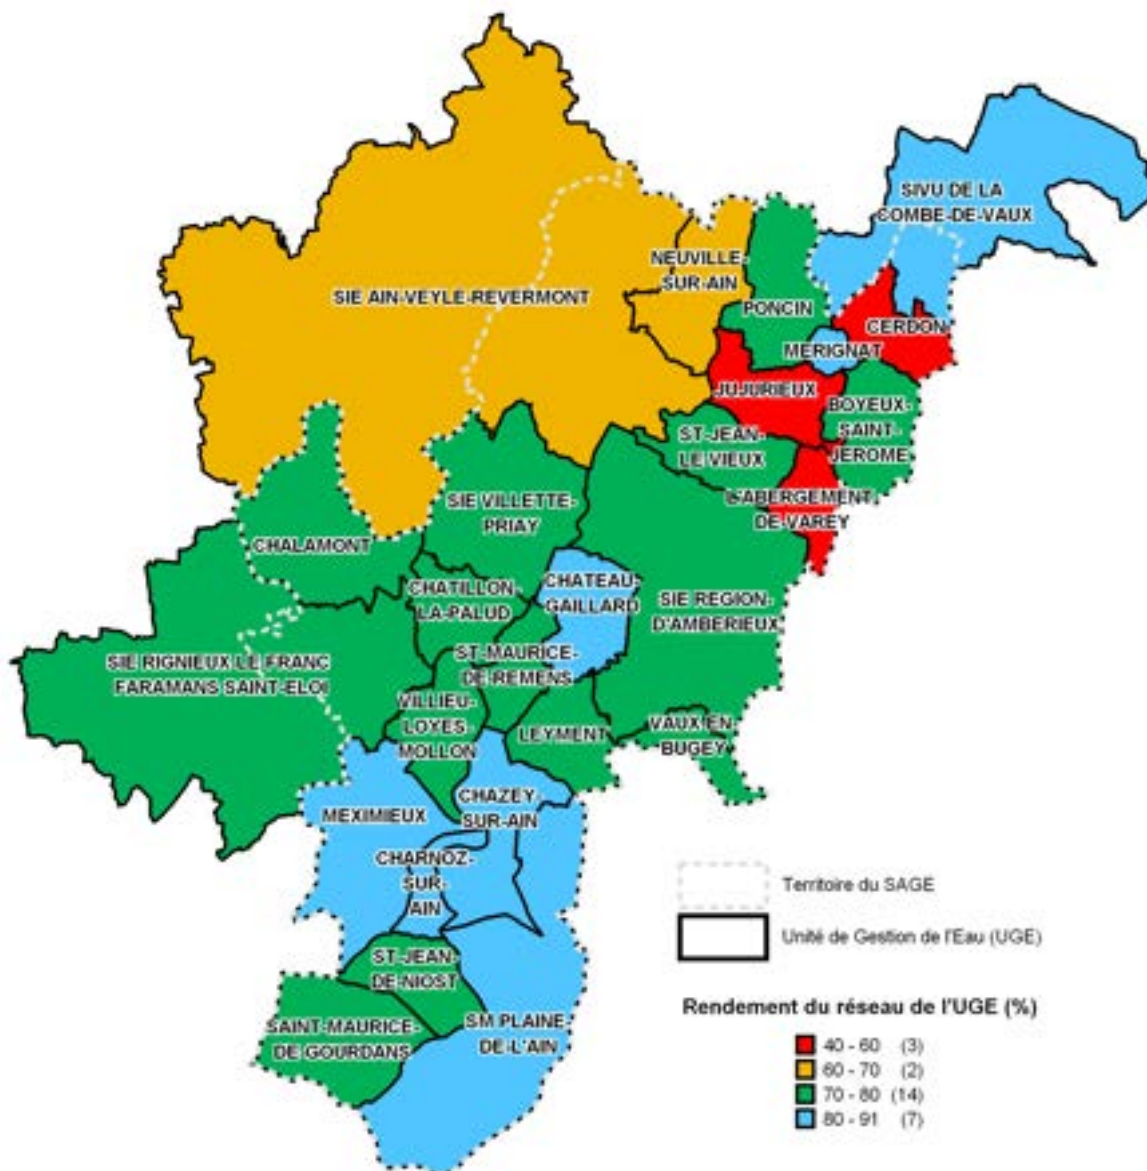 SIVU DE LA
COMBE-DE-VAUX
NEUVILLE-
SUR-AIN
SIE AIN-VEYLE-REVERMONT
PONCIN
CERDON
MERIGNAT
JUJURIEUX
BOYEUX-
SAINT-
JEROME
ST-JEAN-
LE VIEUX
L'ABERGEMENT
DE-VAREY
SIE VILLETTE-
PRIAY
CHALAMONT
CHATEAU-
GAILLARD
CHATILLON
LA-PALUD
SIE REGION-
D'AMBERIEUX
ST-MAURICE-
DE-REMENS
SIE RIGNIEUX LE FRANC
FARAMANS SAINT-ELOI
VILLIEU-
LOYES-
MOLLON
LEYMENT
VAUX EN
BUGEY
MEXIMIEUX
CHAZEY-
SUR-AIN
CHARNOZ-
SUR-
AIN
Territoire du SAGE
Unité de Gestion de l'Eau (UGE)
ST-JEAN-
DE-NIOST
SAINT-MAURICE-
DE GOURDANS
SM PLAINE-
DE-L'AIN
Rendement du réseau de l'UGE (%)
40 - 60 (3)
60 - 70 (2)
70 - 80 (14)
80 - 91 (7)